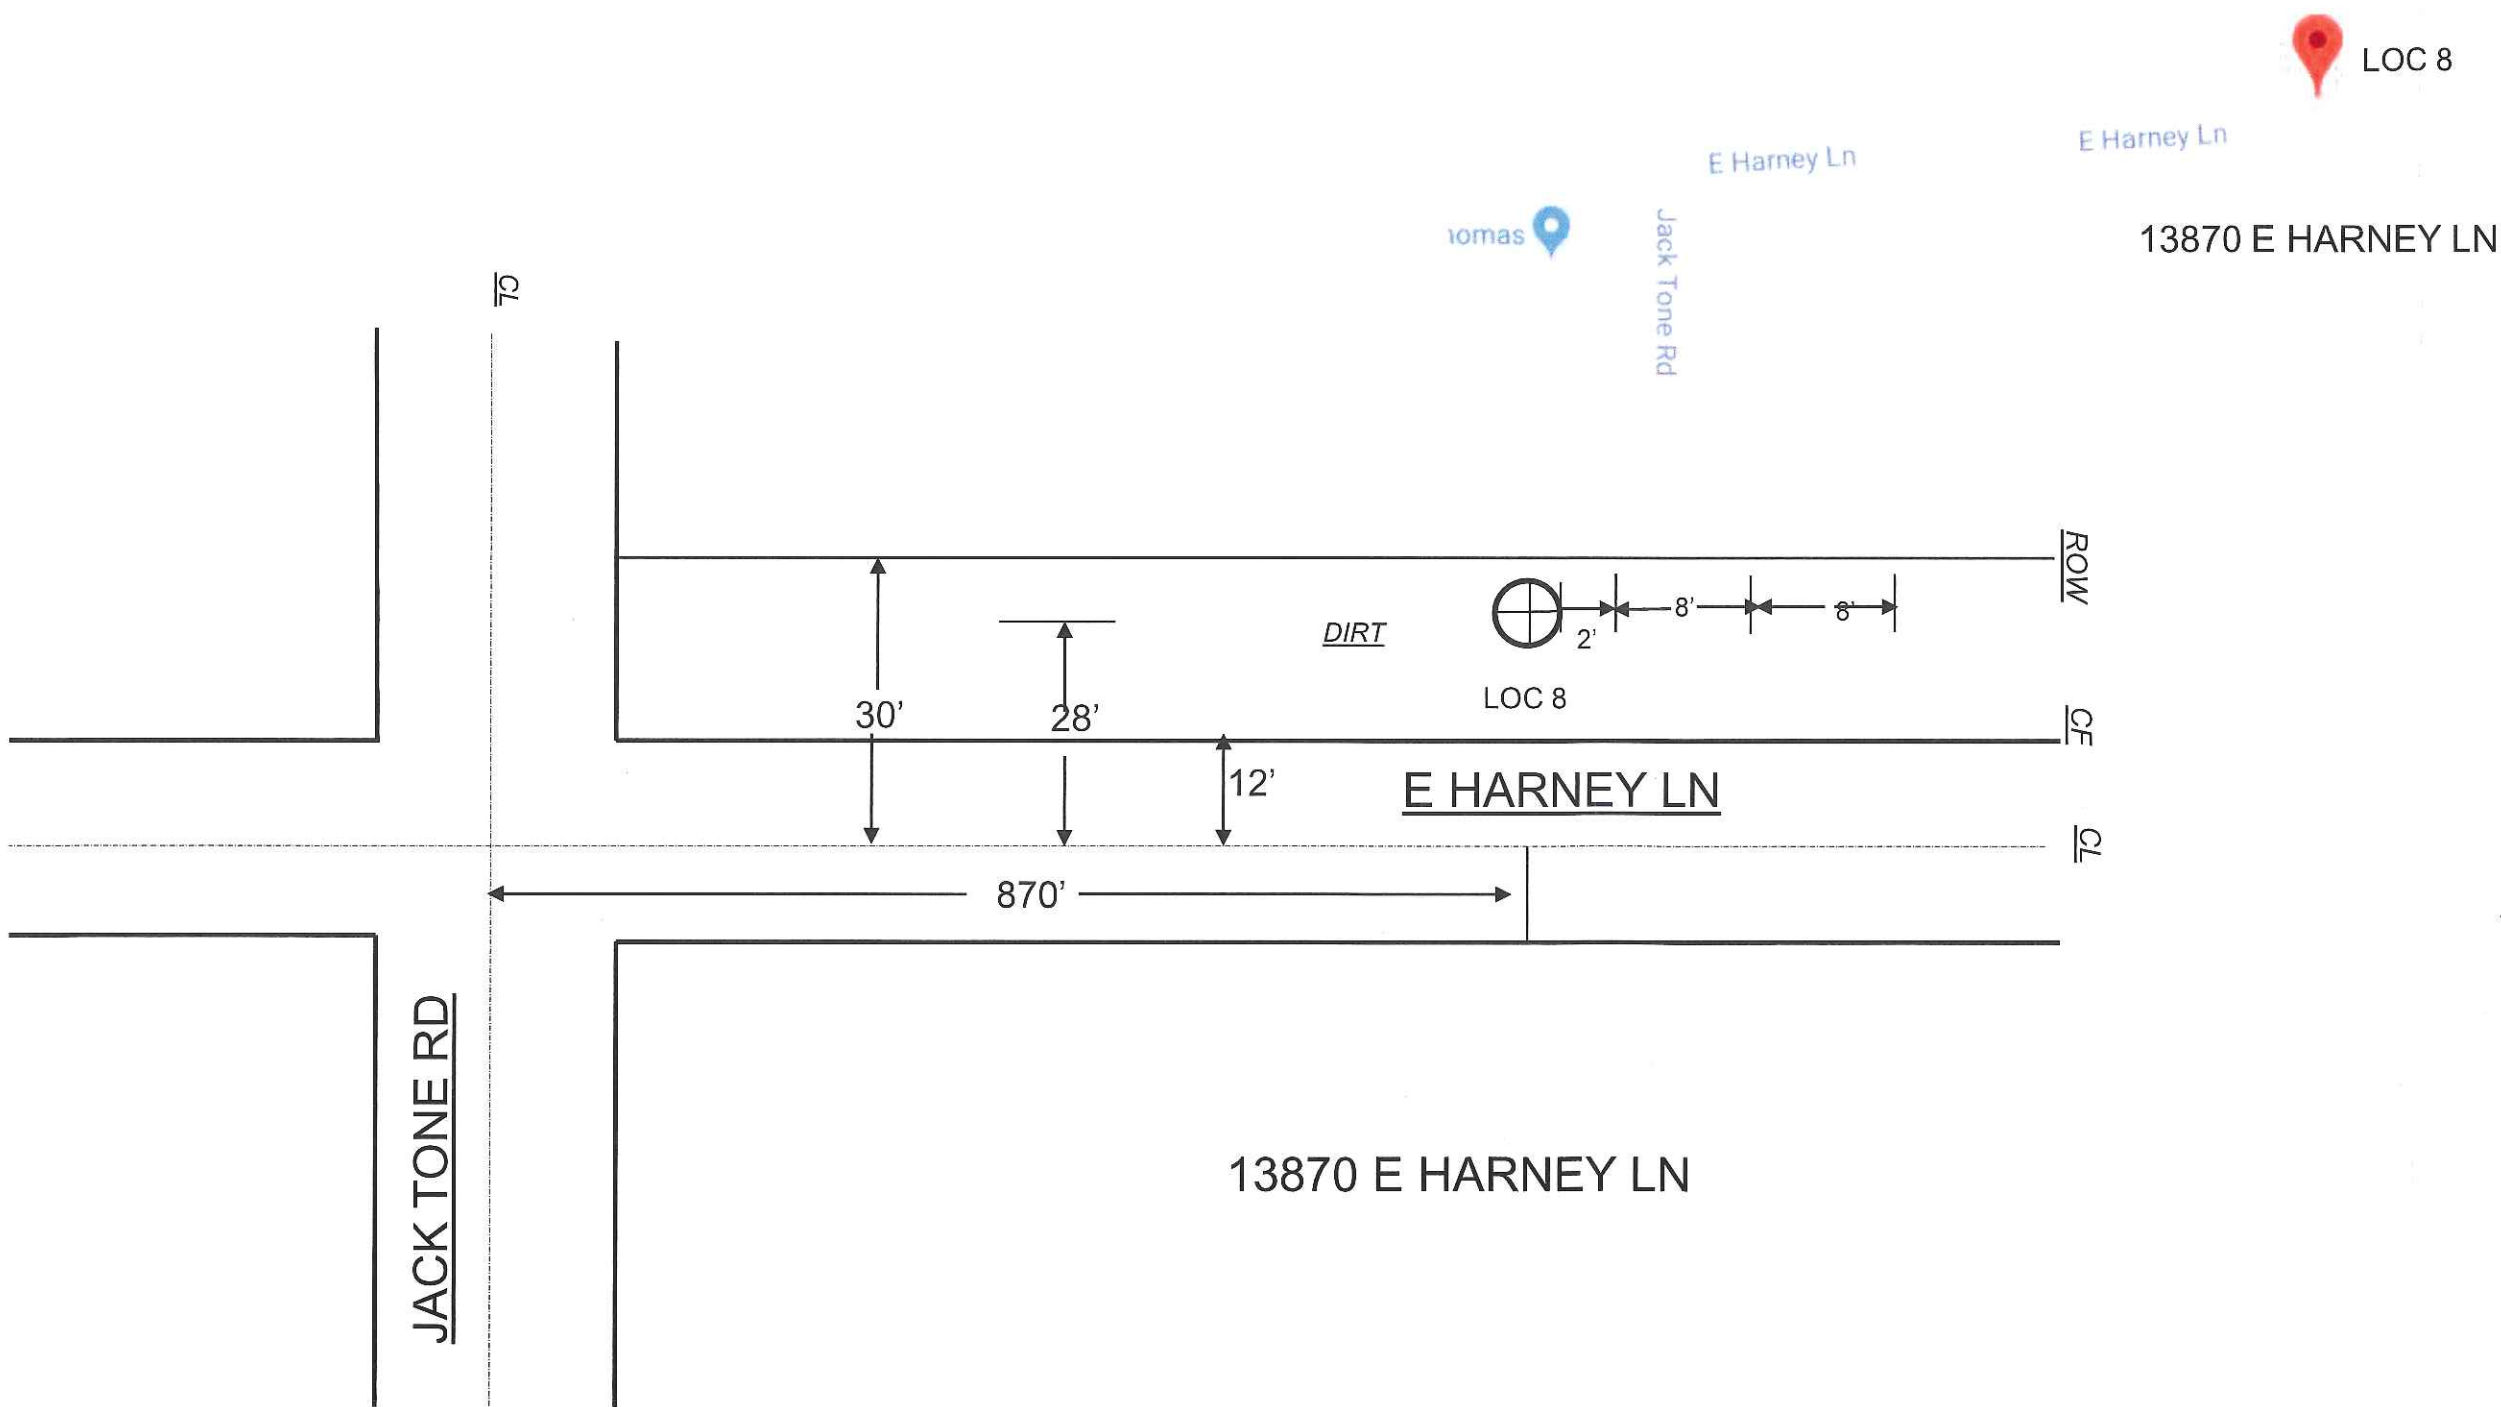 LOC 8
E Harney Ln
E Harney Ln
Jack Tone Rd
13870 E HARNEY LN
CL
ROW
8'
8'
2'
DIRT
LOC 8
30'
28'
CF
12'
E HARNEY LN
CL
870'
JACK TONE RD
13870 E HARNEY LN